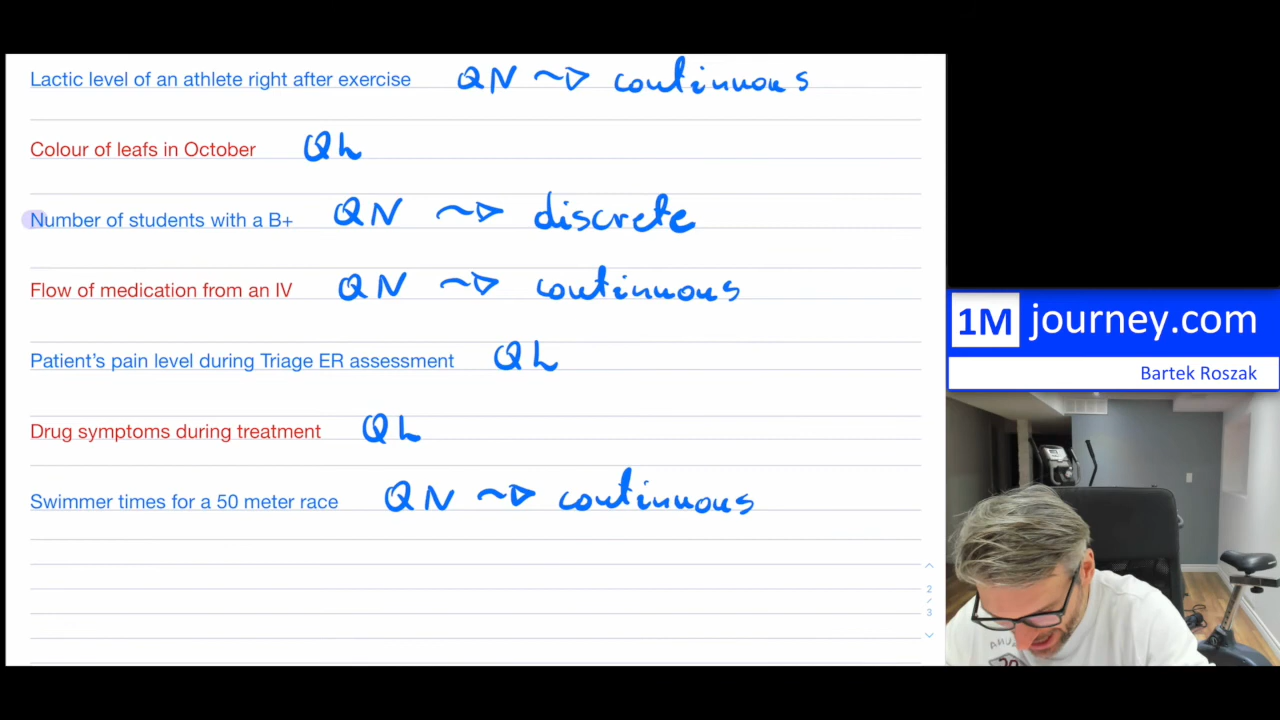 Lactic level of an athlete right after exercise QN ~> continuous
Colour of leafs in October QL
Number of students with a B+ QN ~> discrete
Flow of medication from an IV QN ~> continuous
Patient's pain level during Triage ER assessment QL
Drug symptoms during treatment QL
Swimmer times for a 50 meter race QN ~> continuous
2
/
3
1M journey.com
Bartek Roszak